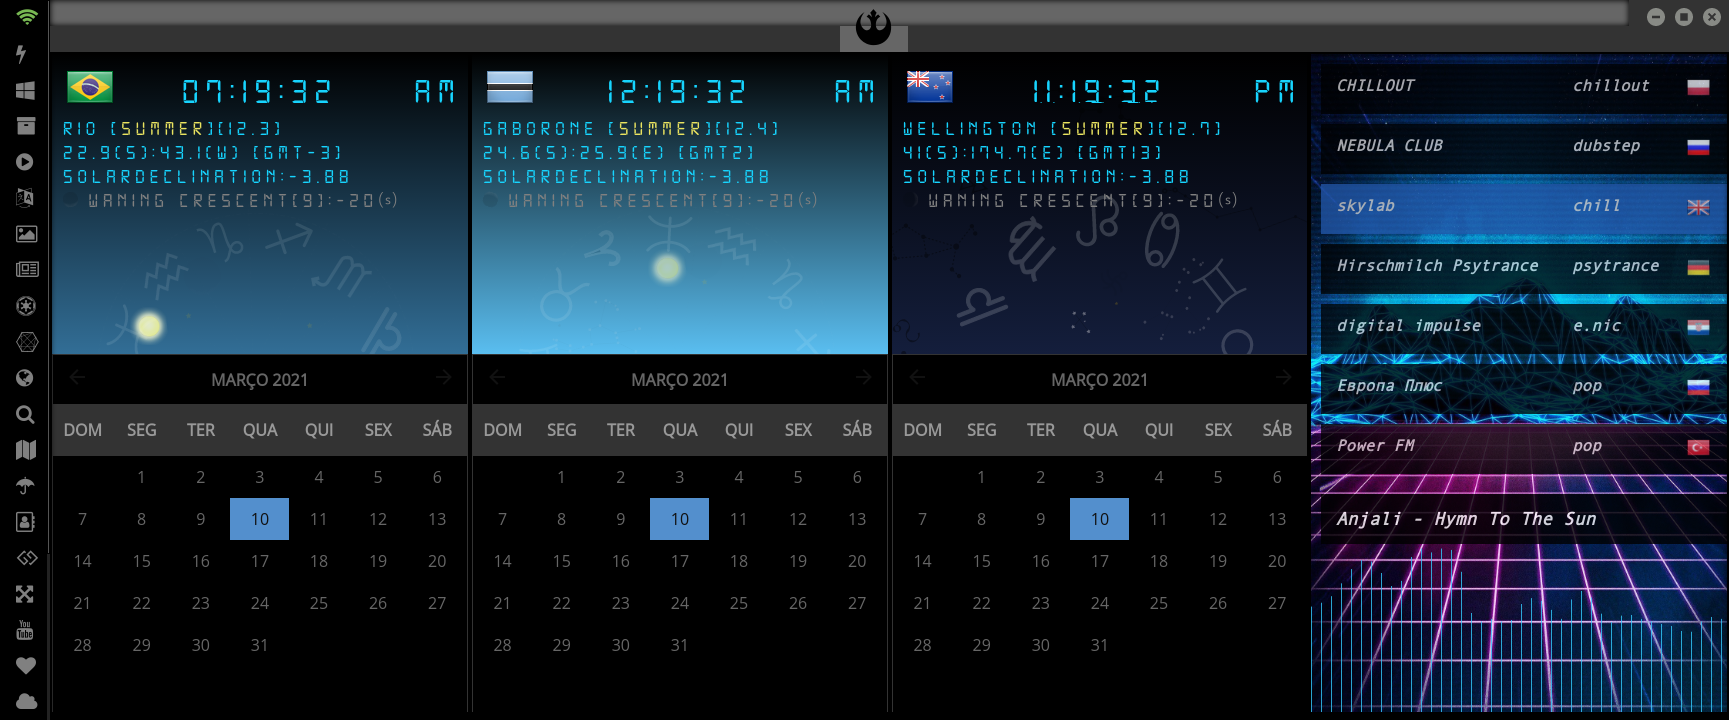 07:19:32 AM
RIO [SUMMER][12.3]
22.9(S):43.1(W) [GMT-3]
SOLARDECLINATION:-3.88
WANING CRESCENT[9]:-20(s)
MARÇO 2021
DOM SEG TER QUA QUI SEX SÁB
1 2 3 4 5 6
7 8 9 10 11 12 13
14 15 16 17 18 19 20
21 22 23 24 25 26 27
28 29 30 31
12:19:32 AM
GABORONE [SUMMER][12.4]
24.6(S):25.9(E) [GMT2]
SOLARDECLINATION:-3.88
WANING CRESCENT[9]:-20(s)
MARÇO 2021
DOM SEG TER QUA QUI SEX SÁB
1 2 3 4 5 6
7 8 9 10 11 12 13
14 15 16 17 18 19 20
21 22 23 24 25 26 27
28 29 30 31
11:19:32 PM
WELLINGTON [SUMMER][12.7]
41(S):174.7(E) [GMT13]
SOLARDECLINATION:-3.88
WANING CRESCENT[9]:-20(s)
MARÇO 2021
DOM SEG TER QUA QUI SEX SÁB
1 2 3 4 5 6
7 8 9 10 11 12 13
14 15 16 17 18 19 20
21 22 23 24 25 26 27
28 29 30 31
CHILLOUT chillout
NEBULA CLUB dubstep
skylab chill
Hirschmilch Psytrance psytrance
digital impulse e.nic
Европа Плюс pop
Power FM pop
Anjali - Hymn To The Sun
You
Tube